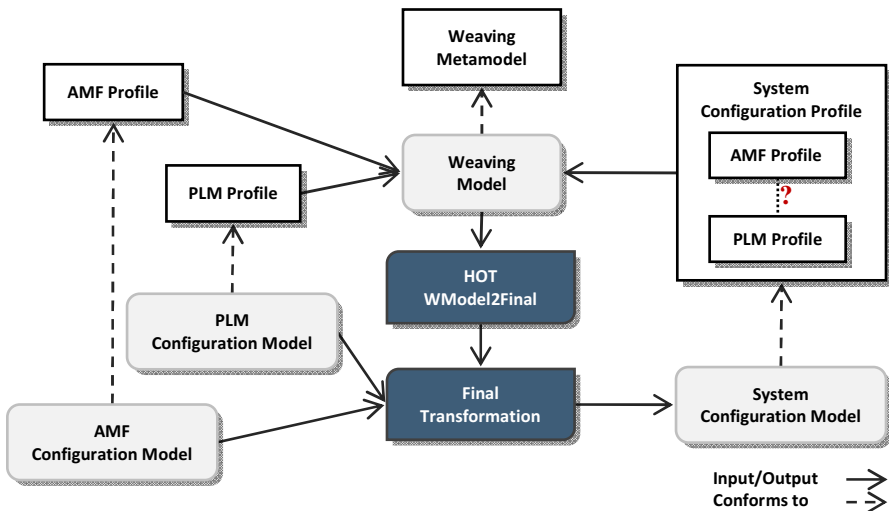 Weaving
Metamodel
AMF Profile
System
Configuration Profile
AMF Profile
?
PLM Profile
Weaving
Model
PLM Profile
HOT
WModel2Final
PLM
Configuration Model
Final
Transformation
System
Configuration Model
AMF
Configuration Model
Input/Output
Conforms to